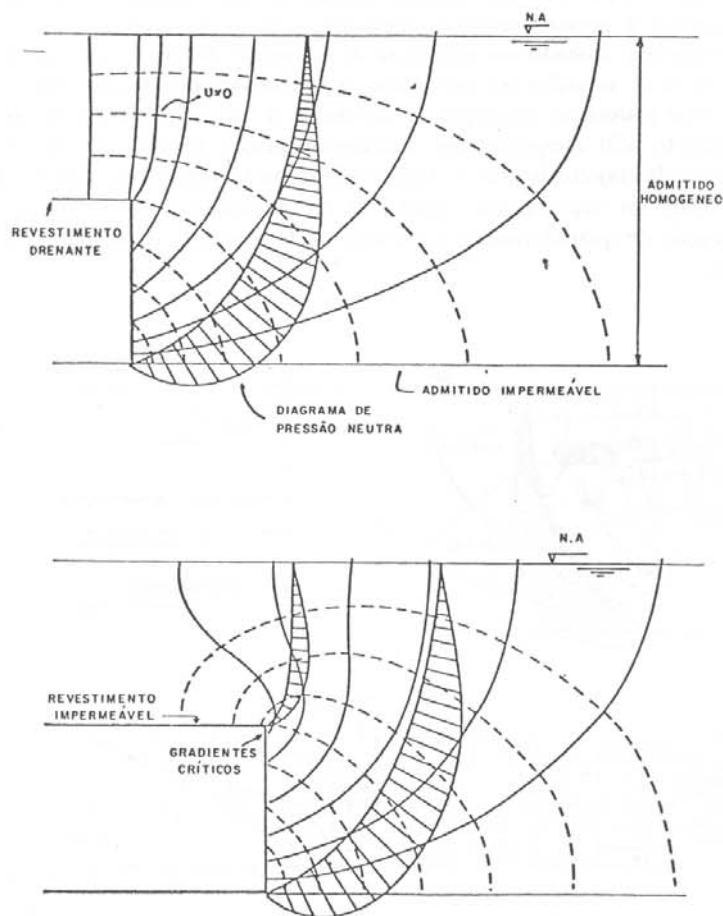 N.A
U≈0
ADMITIDO
HOMOGENEO
REVESTIMENTO
DRENANTE
ADMITIDO IMPERMEÁVEL
DIAGRAMA DE
PRESSÃO NEUTRA
N.A
REVESTIMENTO
IMPERMEÁVEL
GRADIENTES
CRÍTICOS